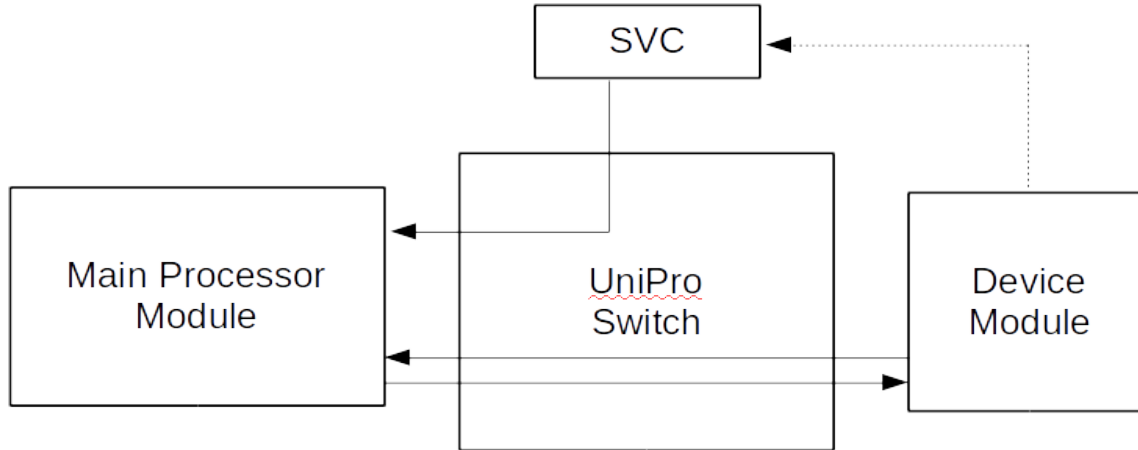 SVC
Main Processor
Module
UniPro
Switch
Device
Module